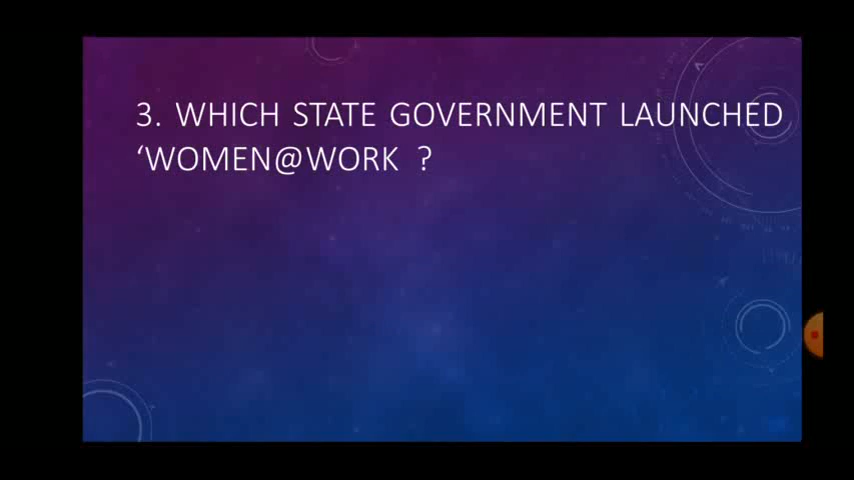 3. WHICH STATE GOVERNMENT LAUNCHED
‘WOMEN@WORK ?